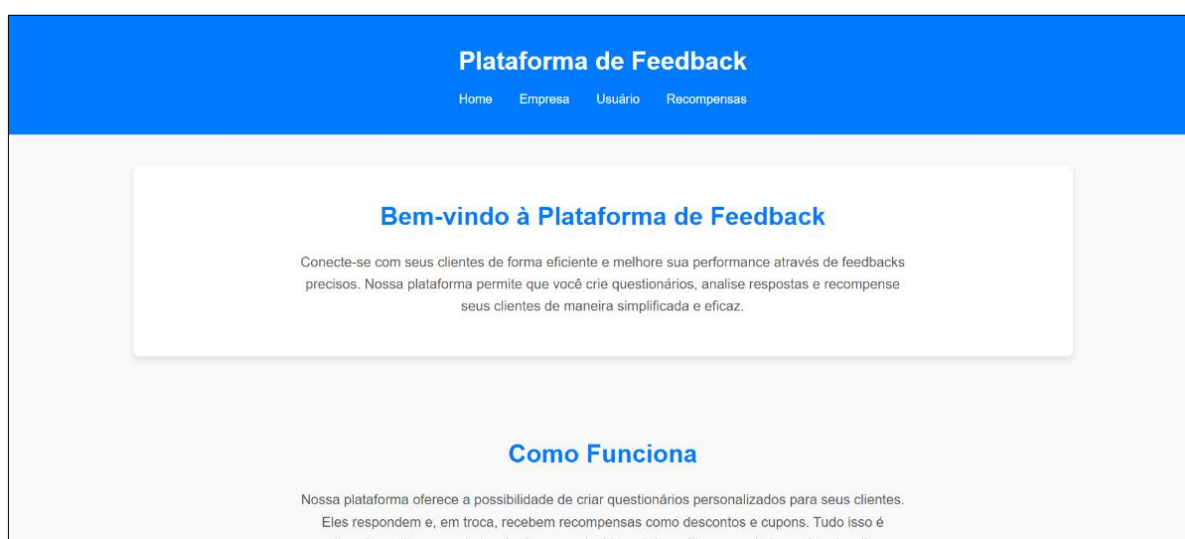 Plataforma de Feedback
Home Empresa Usuário Recompensas
Bem-vindo à Plataforma de Feedback
Conecte-se com seus clientes de forma eficiente e melhore sua performance através de feedbacks
precisos. Nossa plataforma permite que você crie questionários, analise respostas e recompense
seus clientes de maneira simplificada e eficaz.
Como Funciona
Nossa plataforma oferece a possibilidade de criar questionários personalizados para seus clientes.
Eles respondem e, em troca, recebem recompensas como descontos e cupons. Tudo isso é